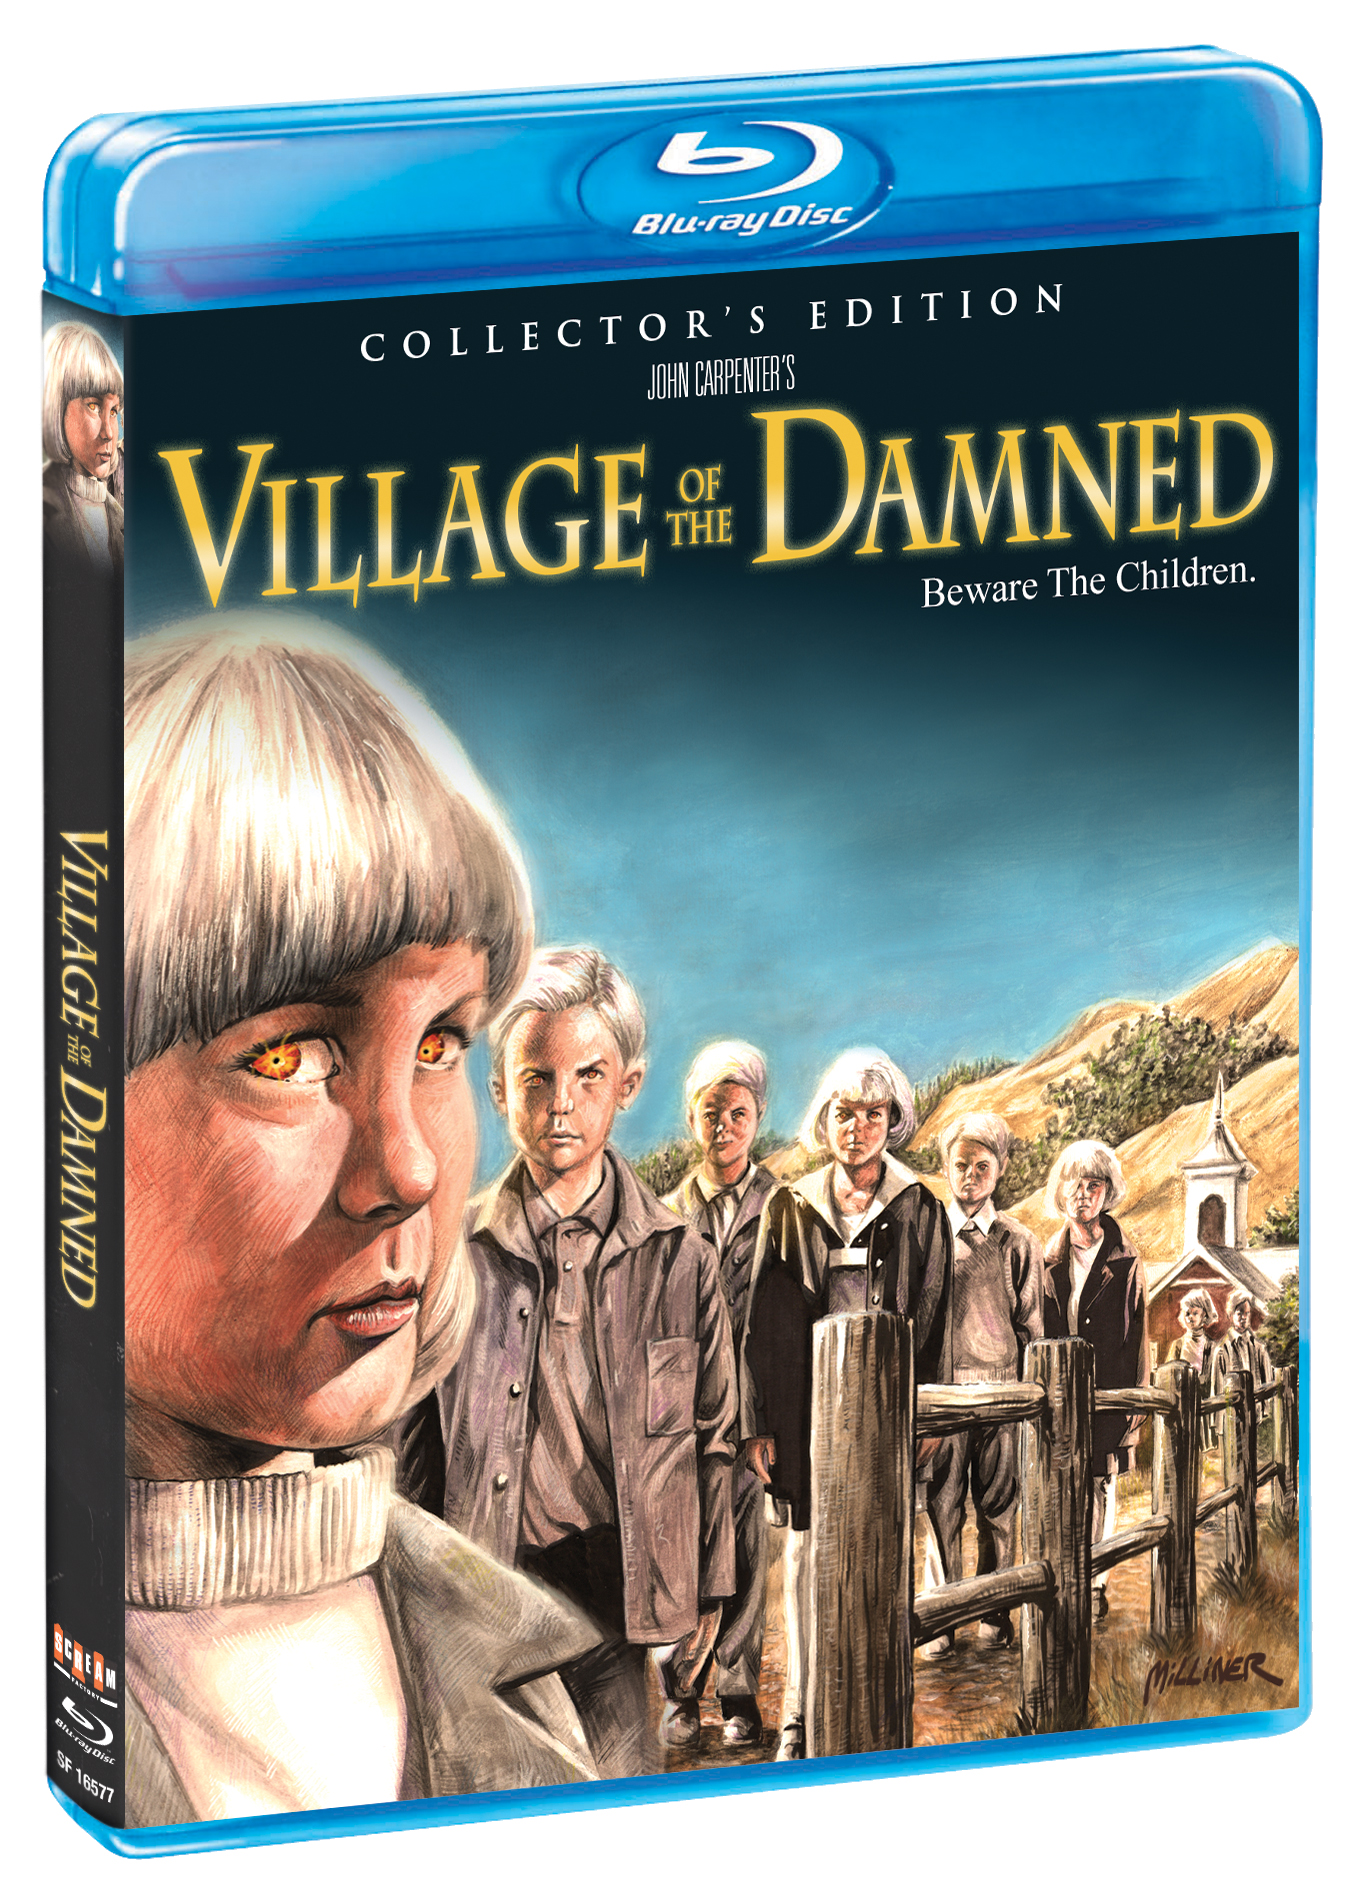 Blu-ray Disc
COLLECTOR'S EDITION
JOHN CARPENTER'S
VILLAGE OF THE DAMNED
Beware The Children.
MILLINER
VILLAGE OF THE DAMNED
SCREAM
FACTORY
Blu-ray Disc
SF 16577